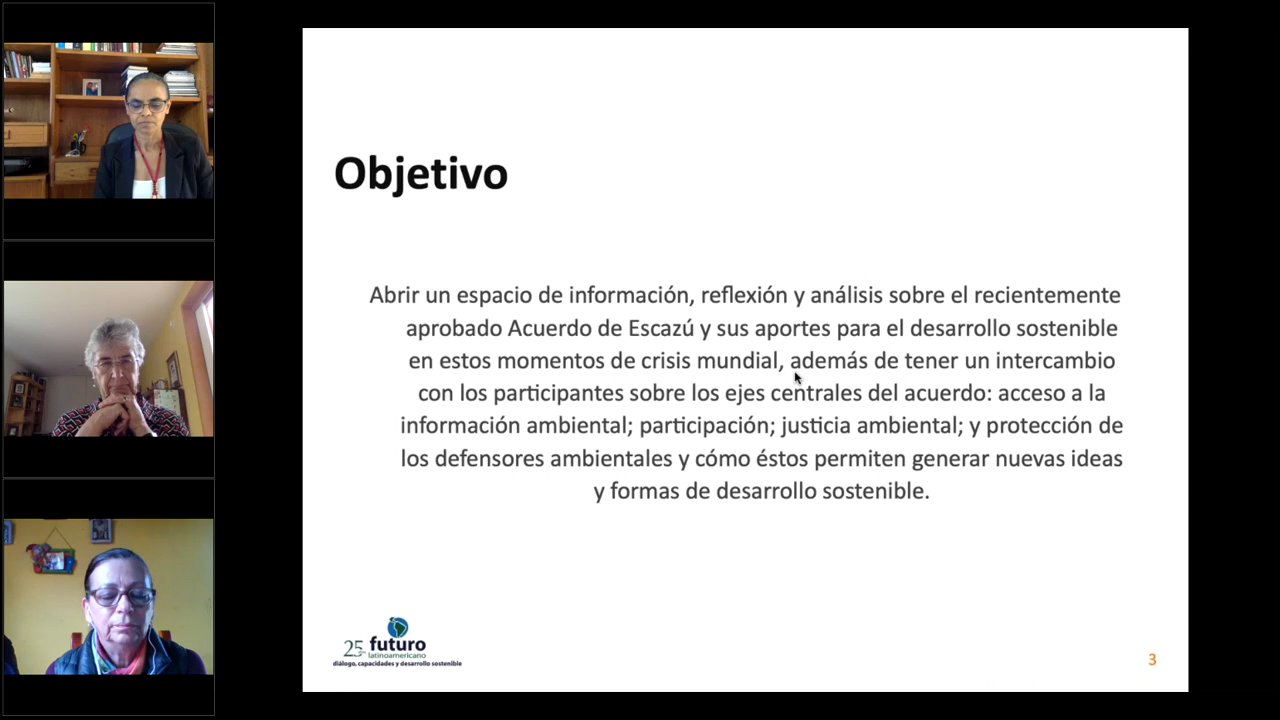 Objetivo
Abrir un espacio de información, reflexión y análisis sobre el recientemente
aprobado Acuerdo de Escazú y sus aportes para el desarrollo sostenible
en estos momentos de crisis mundial, además de tener un intercambio
con los participantes sobre los ejes centrales del acuerdo: acceso a la
información ambiental; participación; justicia ambiental; y protección de
los defensores ambientales y cómo éstos permiten generar nuevas ideas
y formas de desarrollo sostenible.
25 futuro
latinoamericano
diálogo, capacidades y desarrollo sostenible
3